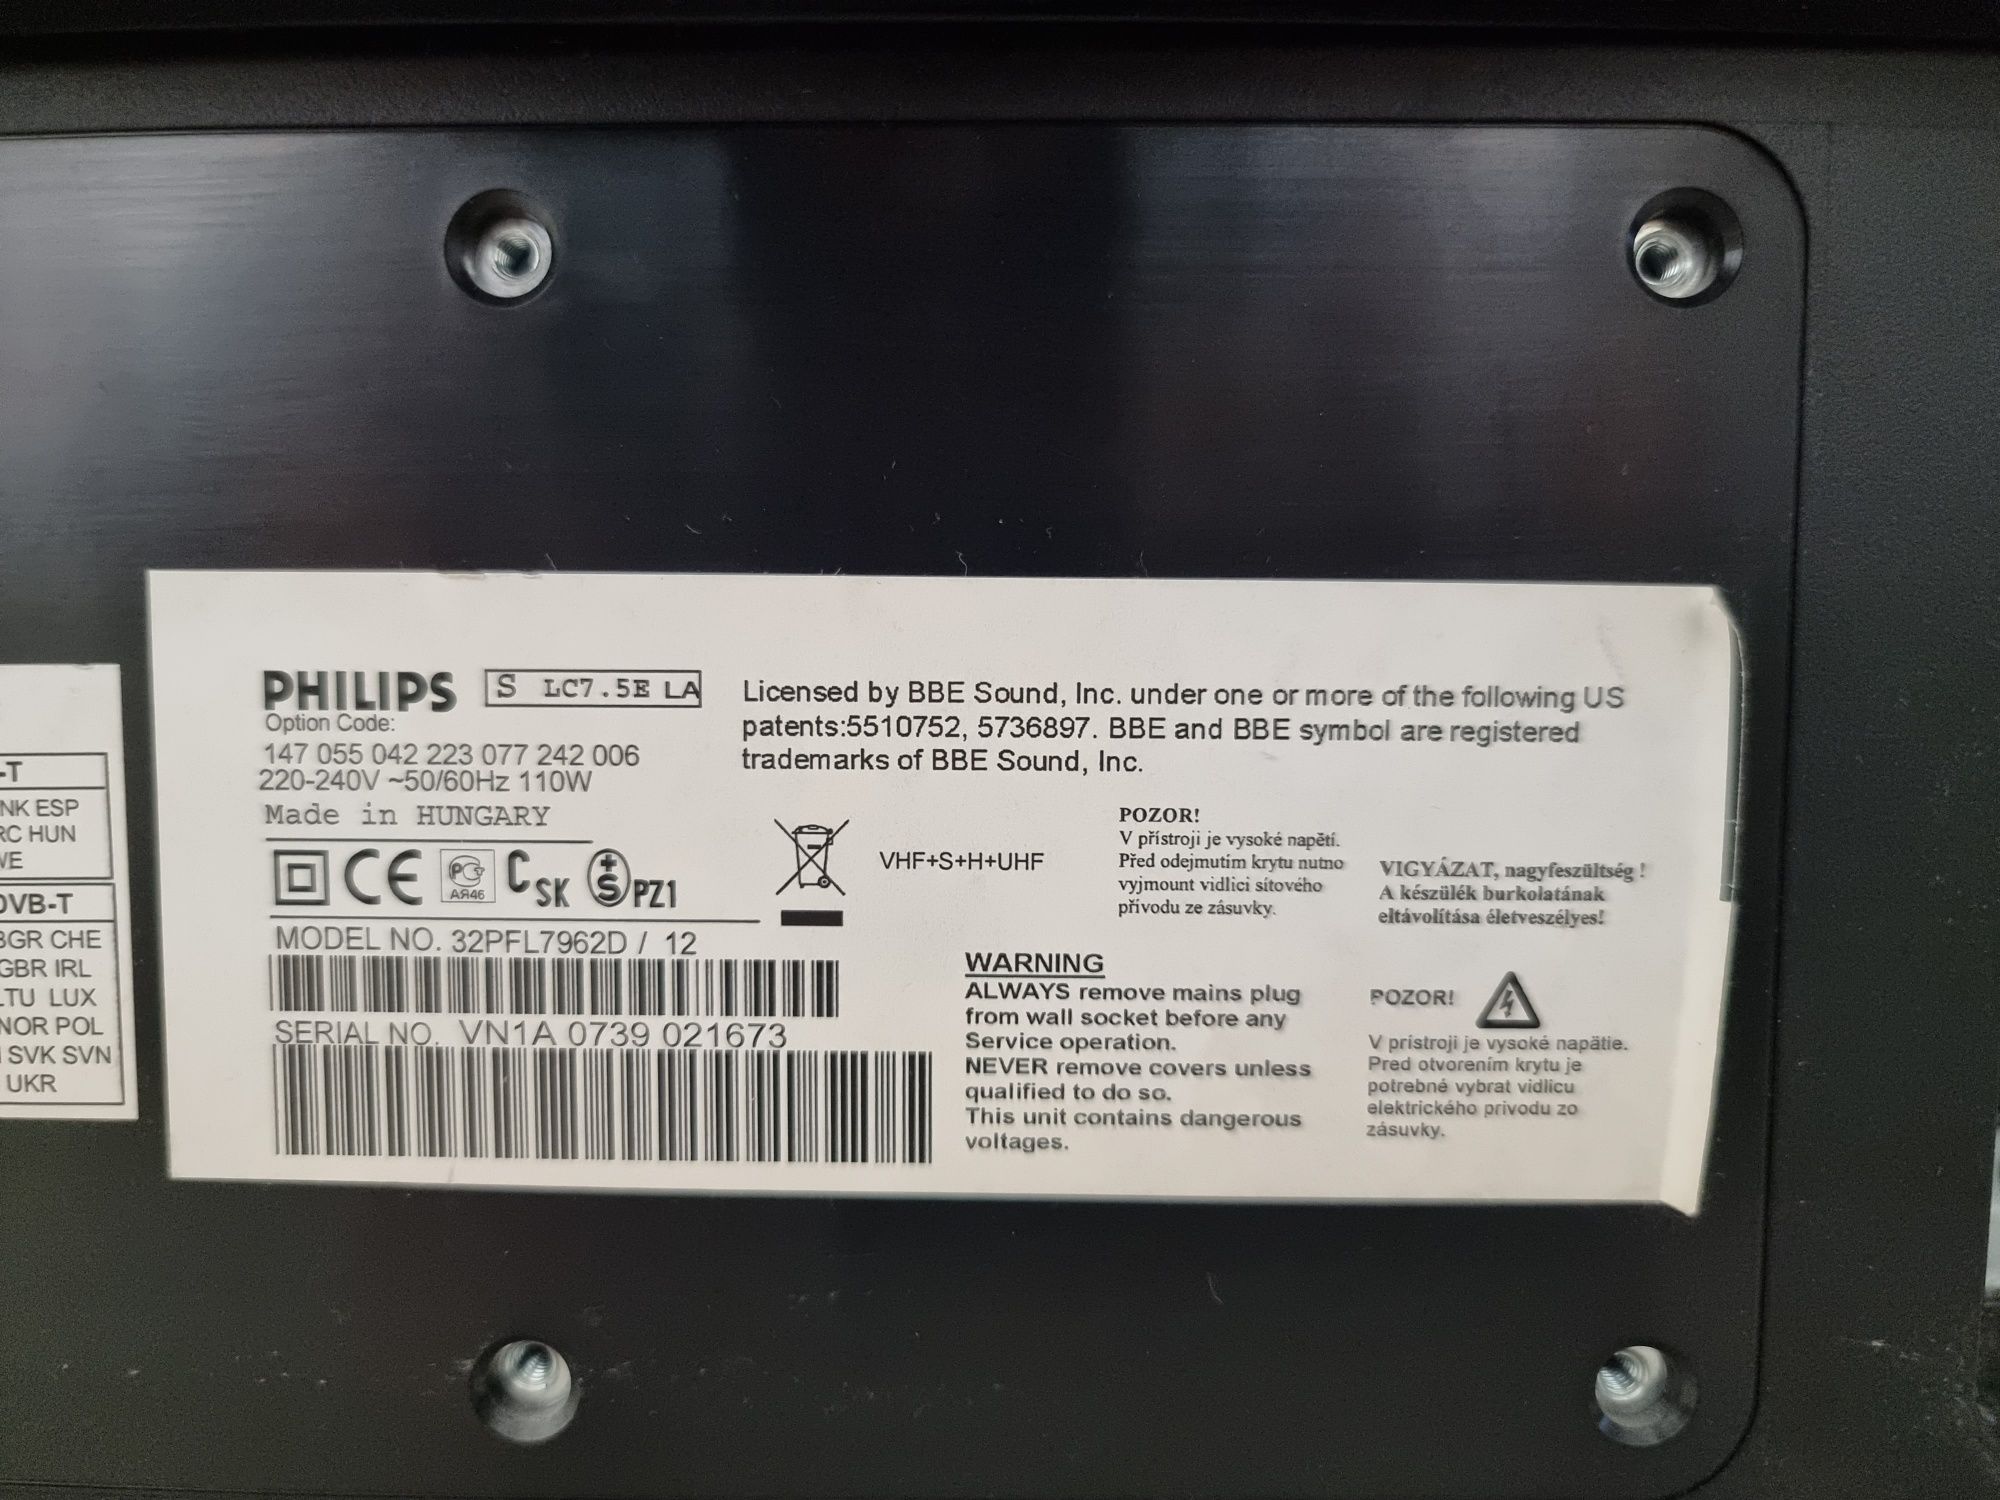 -T
NK ESP
RC HUN
VE
DVB-T
BGR CHE
GBR IRL
LTU LUX
NOR POL
SVK SVN
UKR
PHILIPS
S LC7.5E LA
Option Code:
147 055 042 223 077 242 006
220-240V ~50/60Hz 110W
Made in HUNGARY
CE PG АЯ46 C SK +S PZ1
MODEL NO. 32PFL7962D / 12
SERIAL NO. VN1A 0739 021673
Licensed by BBE Sound, Inc. under one or more of the following US
patents:5510752, 5736897. BBE and BBE symbol are registered
trademarks of BBE Sound, Inc.
VHF+S+H+UHF
POZOR!
V přístroji je vysoké napětí.
Před odejmutím krytu nutno
vyjmount vidlici síťového
přívodu ze zásuvky.
VIGYÁZAT, nagyfeszültség !
A készülék burkolatának
eltávolítása életveszélyes!
WARNING
ALWAYS remove mains plug
from wall socket before any
Service operation.
NEVER remove covers unless
qualified to do so.
This unit contains dangerous
voltages.
POZOR!
V prístroji je vysoké napätie.
Pred otvorením krytu je
potrebné vybrat vidlicu
elektrického privodu zo
zásuvky.